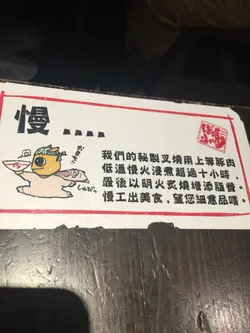 慢 ....
我們的秘製叉燒用上等豚肉
低溫慢火浸煮超過十小時，
最後以明火炙燒增添脂香。
慢工出美食，望您細意品嚐。